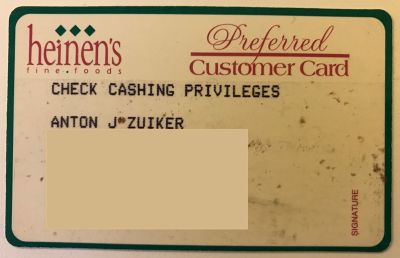 heinen's
fine.foods
Preferred
Customer Card
CHECK CASHING PRIVILEGES
ANTON J ZUIKER
SIGNATURE